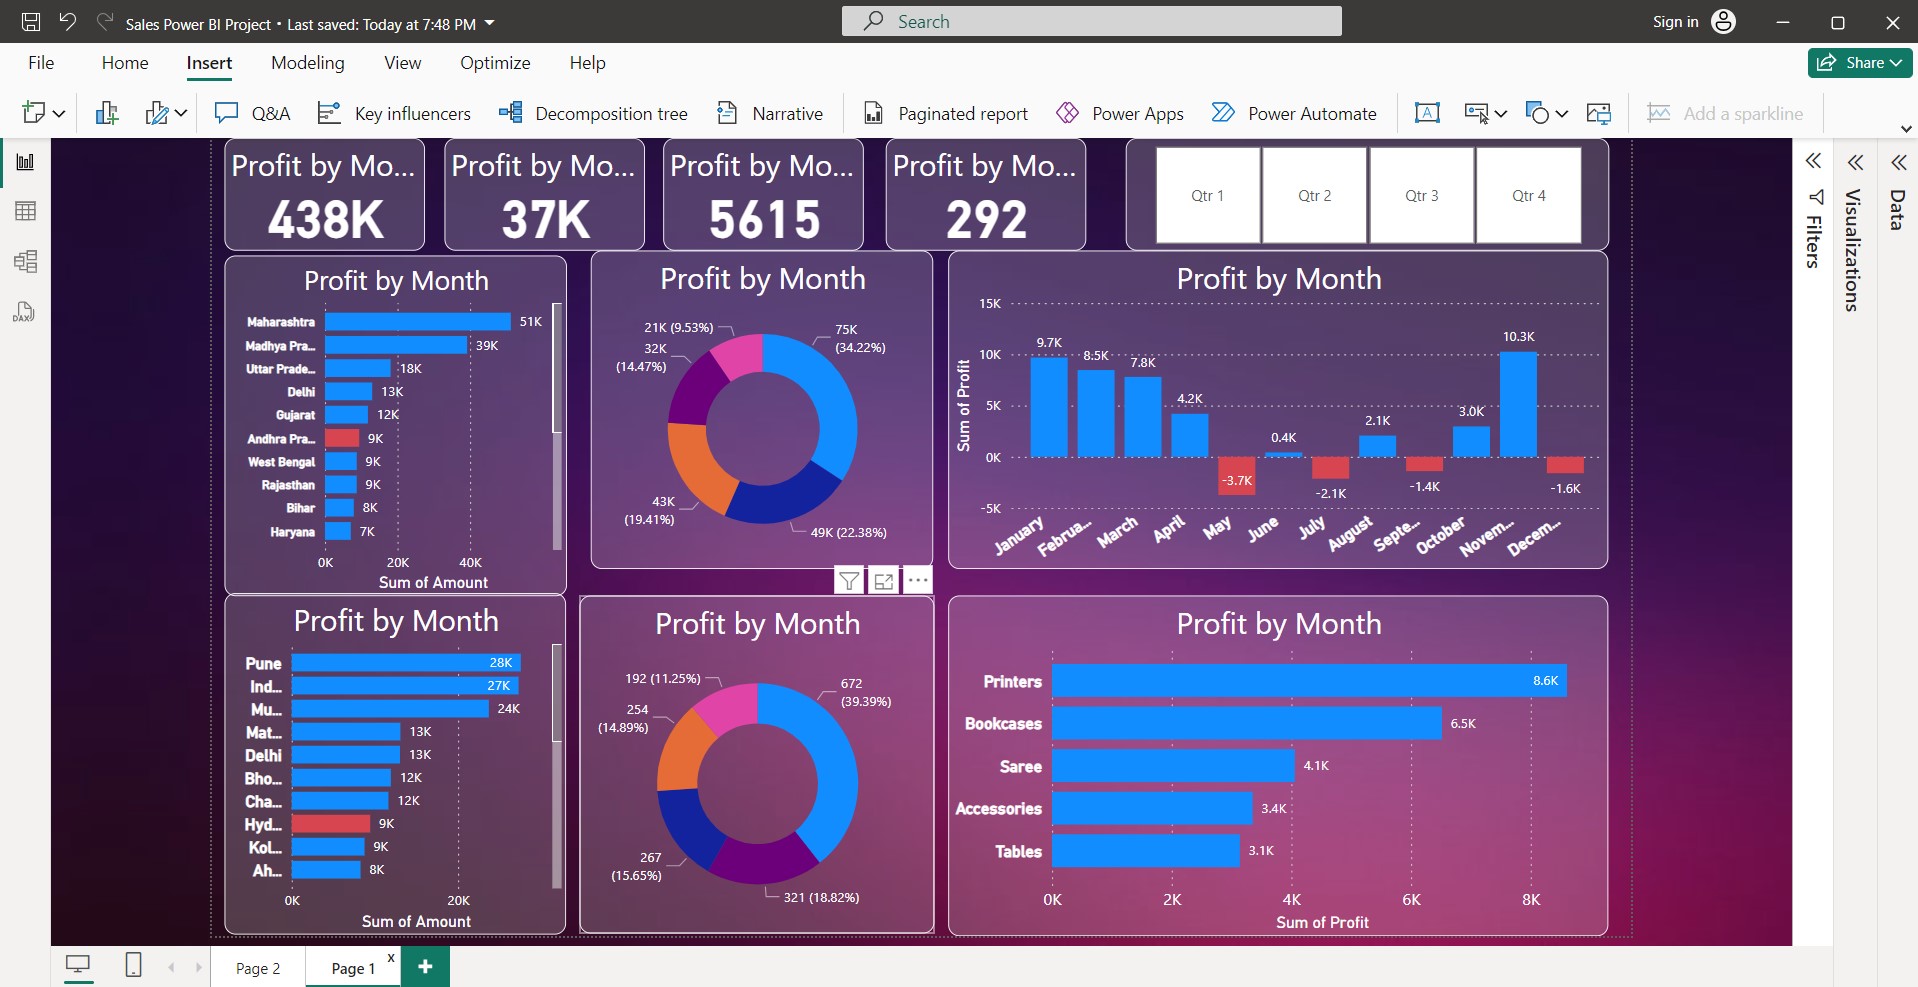 Sales Power BI Project • Last saved: Today at 7:48 PM
Search
Sign in
File Home Insert Modeling View Optimize Help
Share
Q&A Key influencers Decomposition tree Narrative Paginated report Power Apps Power Automate Add a sparkline
DAX
Profit by Mo...
438K
Profit by Mo...
37K
Profit by Mo...
5615
Profit by Mo...
292
Qtr 1 Qtr 2 Qtr 3 Qtr 4
Filters
Visualizations
Data
Profit by Month
Maharashtra 51K
Madhya Pra... 39K
Uttar Prade... 18K
Delhi 13K
Gujarat 12K
Andhra Pra... 9K
West Bengal 9K
Rajasthan 9K
Bihar 8K
Haryana 7K
0K 20K 40K
Sum of Amount
Profit by Month
75K
(34.22%)
49K (22.38%)
43K
(19.41%)
32K
(14.47%)
21K (9.53%)
Profit by Month
Sum of Profit
15K
10K
5K
0K
-5K
9.7K 8.5K 7.8K 4.2K -3.7K 0.4K -2.1K 2.1K -1.4K 3.0K 10.3K -1.6K
January Februa... March April May June July August Septe... October Novem... Decem...
Profit by Month
Pune 28K
Ind... 27K
Mu... 24K
Mat... 13K
Delhi 13K
Bho... 12K
Cha... 12K
Hyd... 9K
Kol... 9K
Ah... 8K
0K 20K
Sum of Amount
Profit by Month
672
(39.39%)
321 (18.82%)
267
(15.65%)
254
(14.89%)
192 (11.25%)
Profit by Month
Printers 8.6K
Bookcases 6.5K
Saree 4.1K
Accessories 3.4K
Tables 3.1K
0K 2K 4K 6K 8K
Sum of Profit
Page 2 Page 1 x +